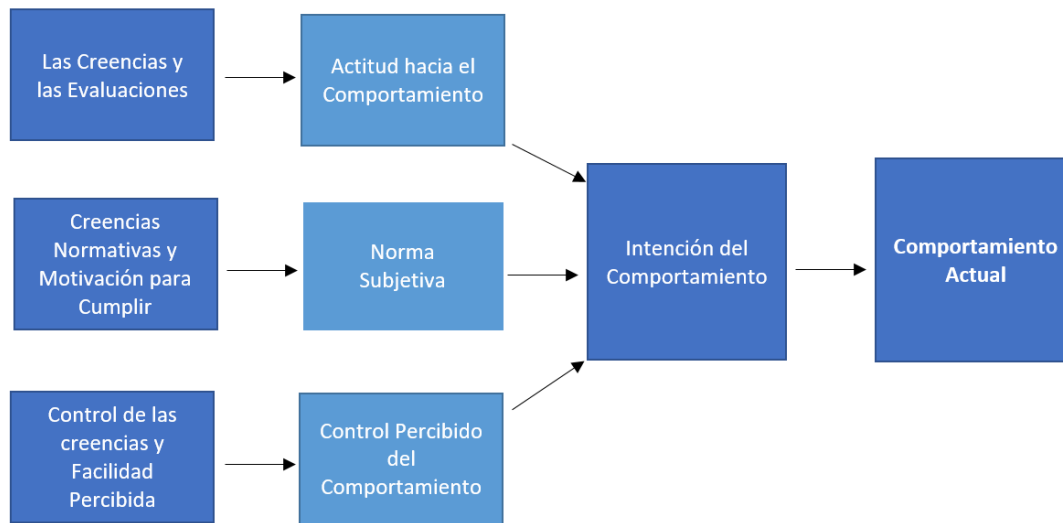 Las Creencias y
las Evaluaciones
Actitud hacia el
Comportamiento
Creencias
Normativas y
Motivación para
Cumplir
Norma
Subjetiva
Intención del
Comportamiento
Comportamiento
Actual
Control de las
creencias y
Facilidad
Percibida
Control Percibido
del
Comportamiento